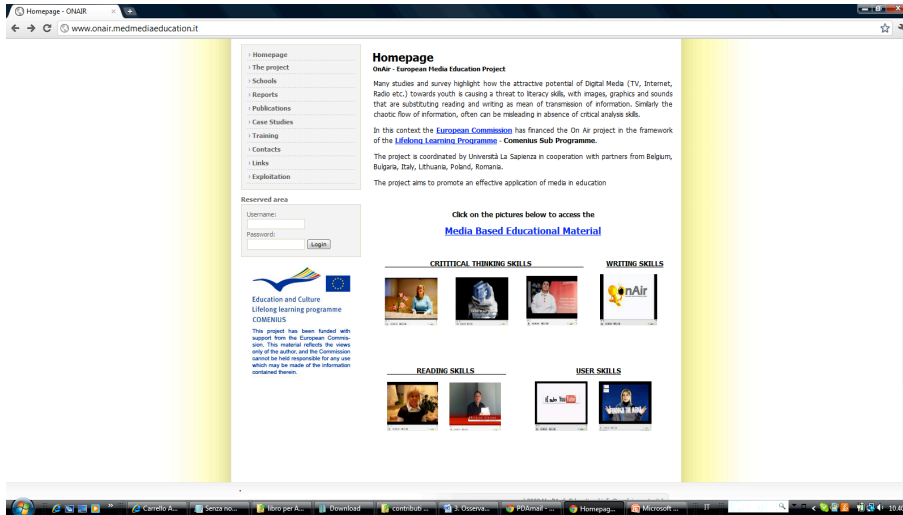 Homepage - ONAIR
www.onair.medmediaeducation.it
› Homepage
› The project
› Schools
› Reports
› Publications
› Case Studies
› Training
› Contacts
› Links
› Exploitation
Reserved area
Username:
Password:
Login
Education and Culture
Lifelong learning programme
COMENIUS
This project has been funded with
support from the European Commis-
sion. This material reflects the views
only of the author, and the Commission
cannot be held responsible for any use
which may be made of the information
contained therein.
Homepage
OnAir - European Media Education Project
Many studies and survey highlight how the attractive potential of Digital Media (TV, Internet,
Radio etc.) towards youth is causing a threat to literacy skills, with images, graphics and sounds
that are substituting reading and writing as mean of transmission of information. Similarly the
chaotic flow of information, often can be misleading in absence of critical analysis skills.
In this context the European Commission has financed the On Air project in the framework
of the Lifelong Learning Programme - Comenius Sub Programme.
The project is coordinated by Università La Sapienza in cooperation with partners from Belgium,
Bulgaria, Italy, Lithuania, Poland, Romania.
The project aims to promote an effective application of media in education
Click on the pictures below to access the
Media Based Educational Material
CRITITICAL THINKING SKILLS
WRITING SKILLS
OnAir
READING SKILLS
USER SKILLS
Carrello A...
Senza no...
libro per A...
Download
contributi ...
3. Osserva...
PDAmail - ...
Homepag...
Microsoft ...
IT
10.40